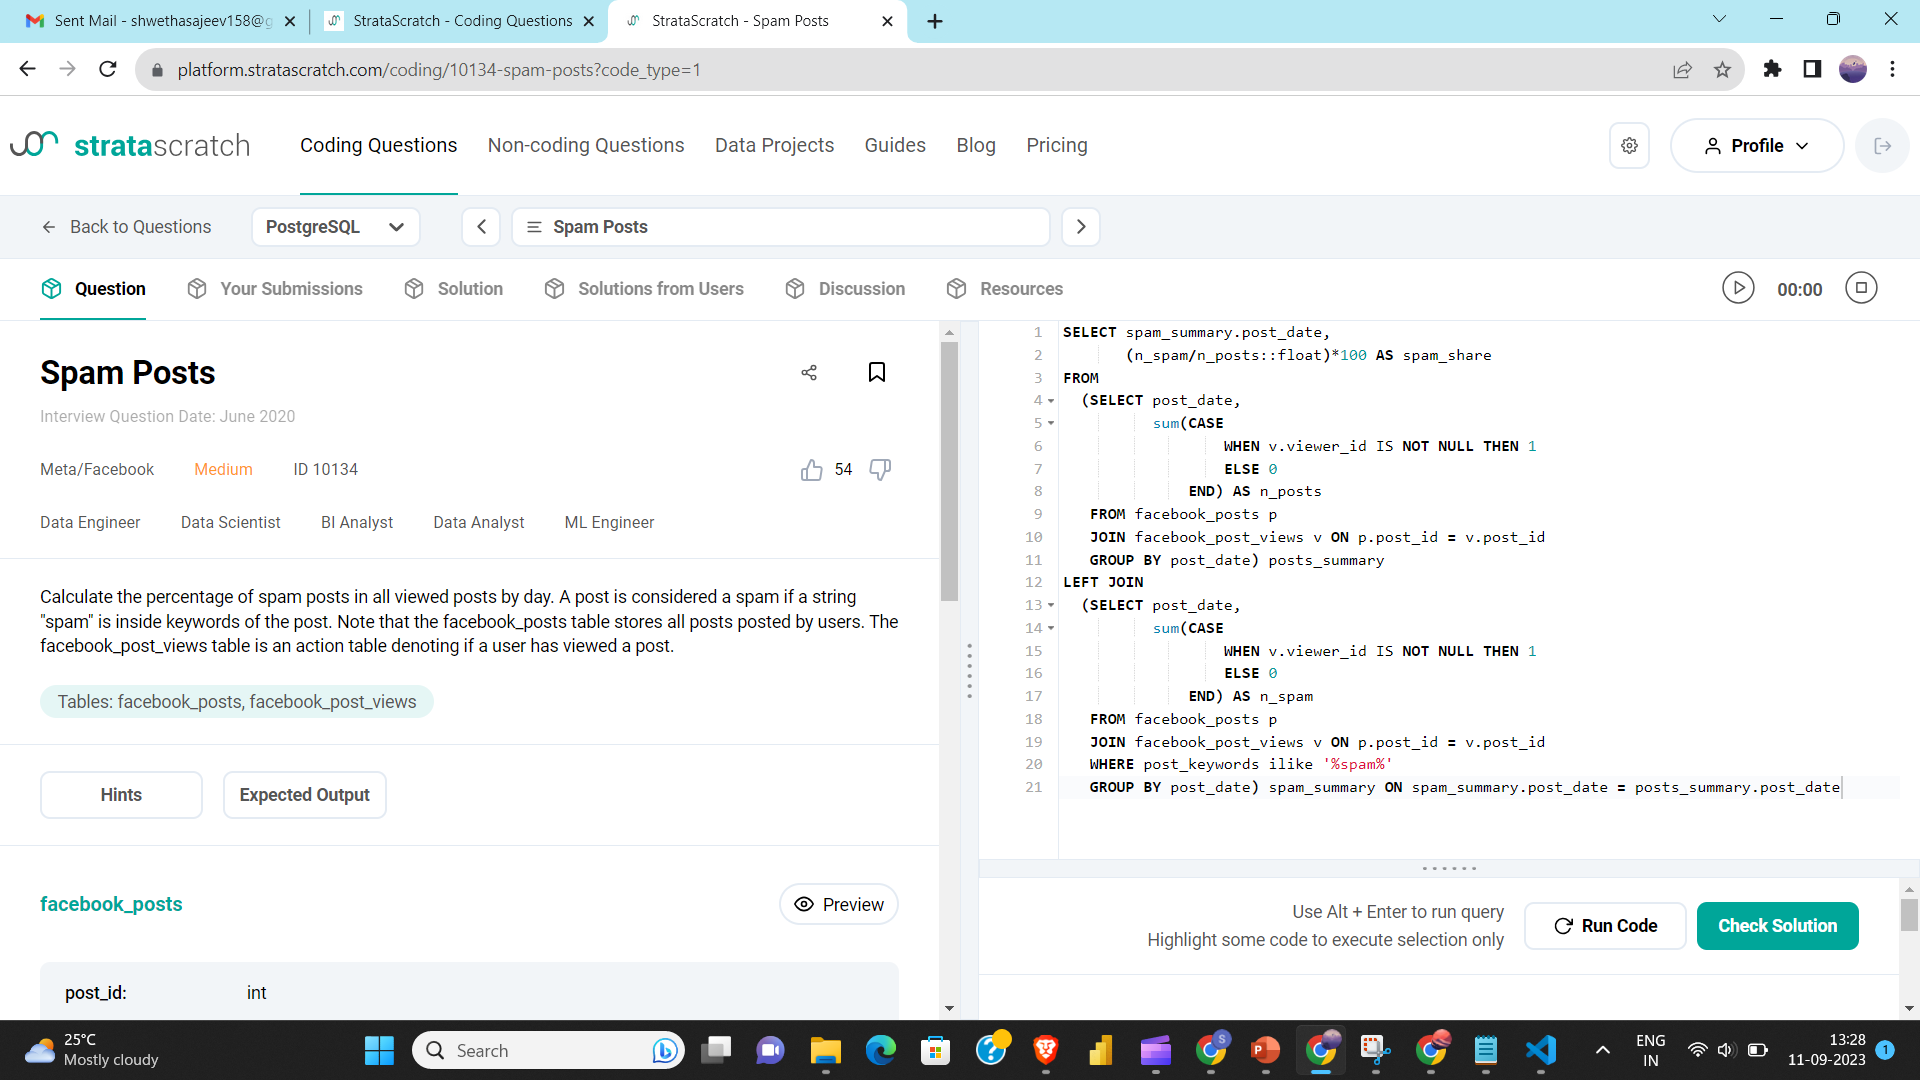 Sent Mail - shwethasajeev158@g
StrataScratch - Coding Questions
StrataScratch - Spam Posts
platform.stratascratch.com/coding/10134-spam-posts?code_type=1
stratascratch
Coding Questions
Non-coding Questions
Data Projects
Guides
Blog
Pricing
Profile
Back to Questions
PostgreSQL
Spam Posts
Question
Your Submissions
Solution
Solutions from Users
Discussion
Resources
00:00
Spam Posts
Interview Question Date: June 2020
Meta/Facebook Medium ID 10134
54
Data Engineer Data Scientist BI Analyst Data Analyst ML Engineer
Calculate the percentage of spam posts in all viewed posts by day. A post is considered a spam if a string
"spam" is inside keywords of the post. Note that the facebook_posts table stores all posts posted by users. The
facebook_post_views table is an action table denoting if a user has viewed a post.
Tables: facebook_posts, facebook_post_views
Hints
Expected Output
facebook_posts
Preview
post_id: int
1 SELECT spam_summary.post_date,
2 (n_spam/n_posts::float)*100 AS spam_share
3 FROM
4 (SELECT post_date,
5 sum(CASE
6 WHEN v.viewer_id IS NOT NULL THEN 1
7 ELSE 0
8 END) AS n_posts
9 FROM facebook_posts p
10 JOIN facebook_post_views v ON p.post_id = v.post_id
11 GROUP BY post_date) posts_summary
12 LEFT JOIN
13 (SELECT post_date,
14 sum(CASE
15 WHEN v.viewer_id IS NOT NULL THEN 1
16 ELSE 0
17 END) AS n_spam
18 FROM facebook_posts p
19 JOIN facebook_post_views v ON p.post_id = v.post_id
20 WHERE post_keywords ilike '%spam%'
21 GROUP BY post_date) spam_summary ON spam_summary.post_date = posts_summary.post_date
Use Alt + Enter to run query
Highlight some code to execute selection only
Run Code
Check Solution
25°C
Mostly cloudy
Search
ENG
IN
13:28
11-09-2023
1